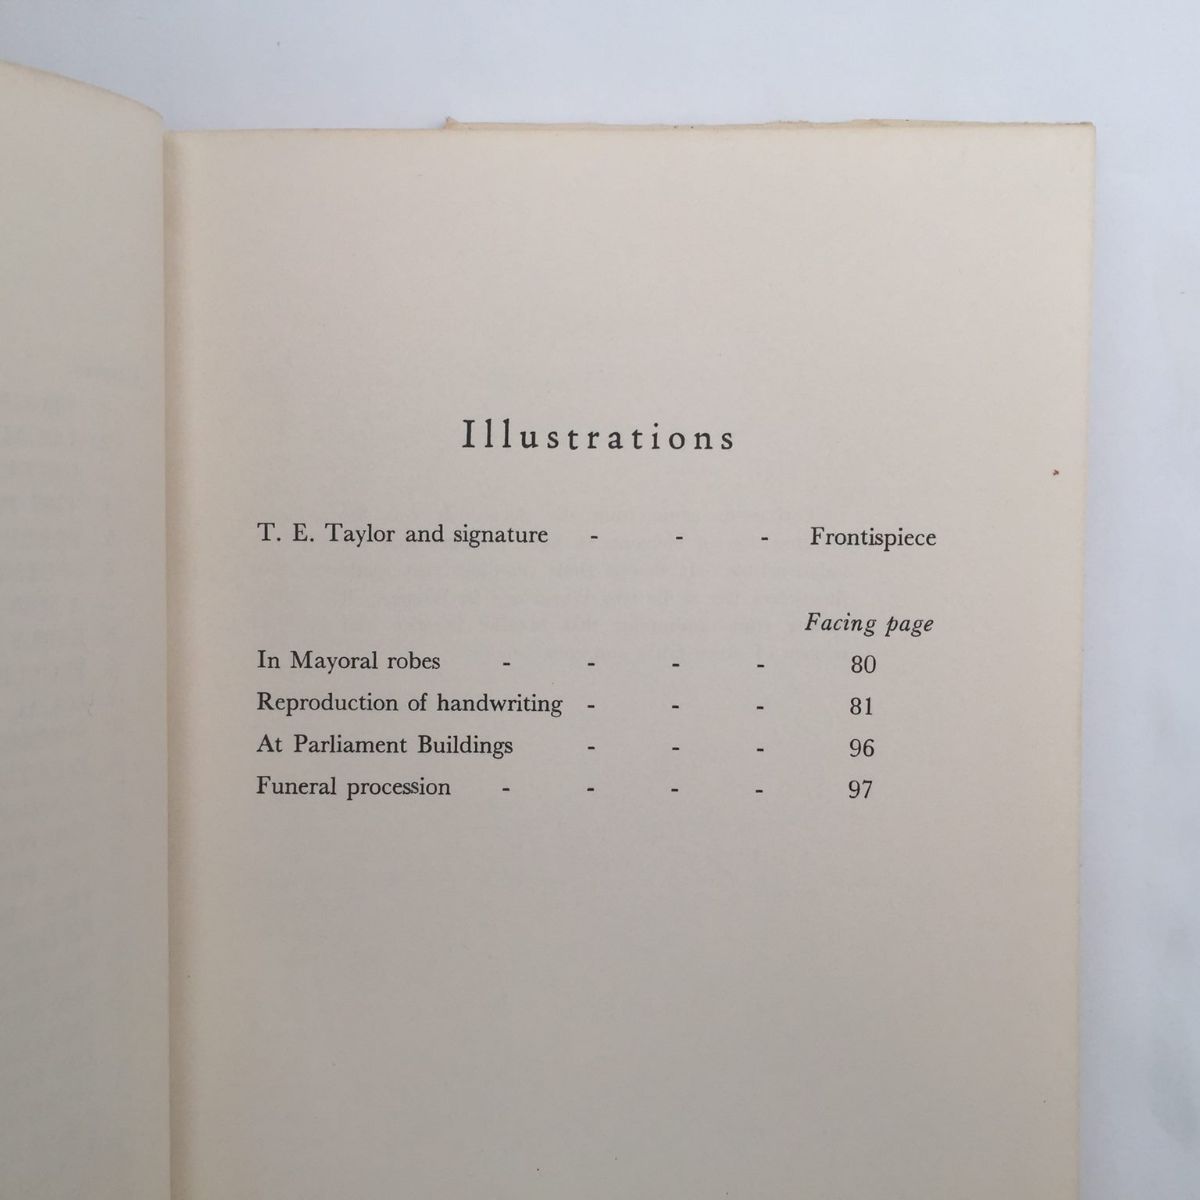 Illustrations
T. E. Taylor and signature - - - Frontispiece
Facing page
In Mayoral robes - - - - 80
Reproduction of handwriting - - - 81
At Parliament Buildings - - - 96
Funeral procession - - - - 97